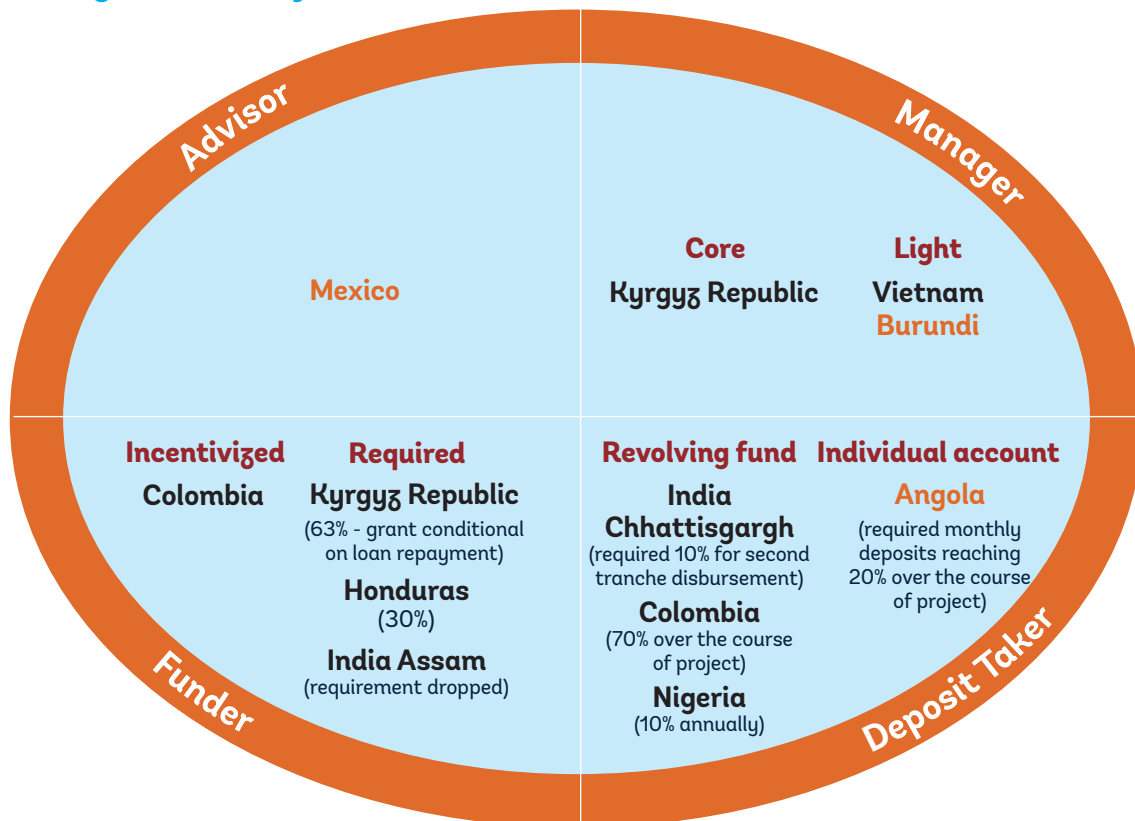 Advisor
Manager
Mexico
Core
Kyrgyz Republic
Light
Vietnam
Burundi
Incentivized
Colombia
Required
Kyrgyz Republic
(63% - grant conditional
on loan repayment)
Honduras
(30%)
India Assam
(requirement dropped)
Revolving fund
India
Chhattisgargh
(required 10% for second
tranche disbursement)
Colombia
(70% over the course
of project)
Nigeria
(10% annually)
Individual account
Angola
(required monthly
deposits reaching
20% over the course
of project)
Funder
Deposit Taker